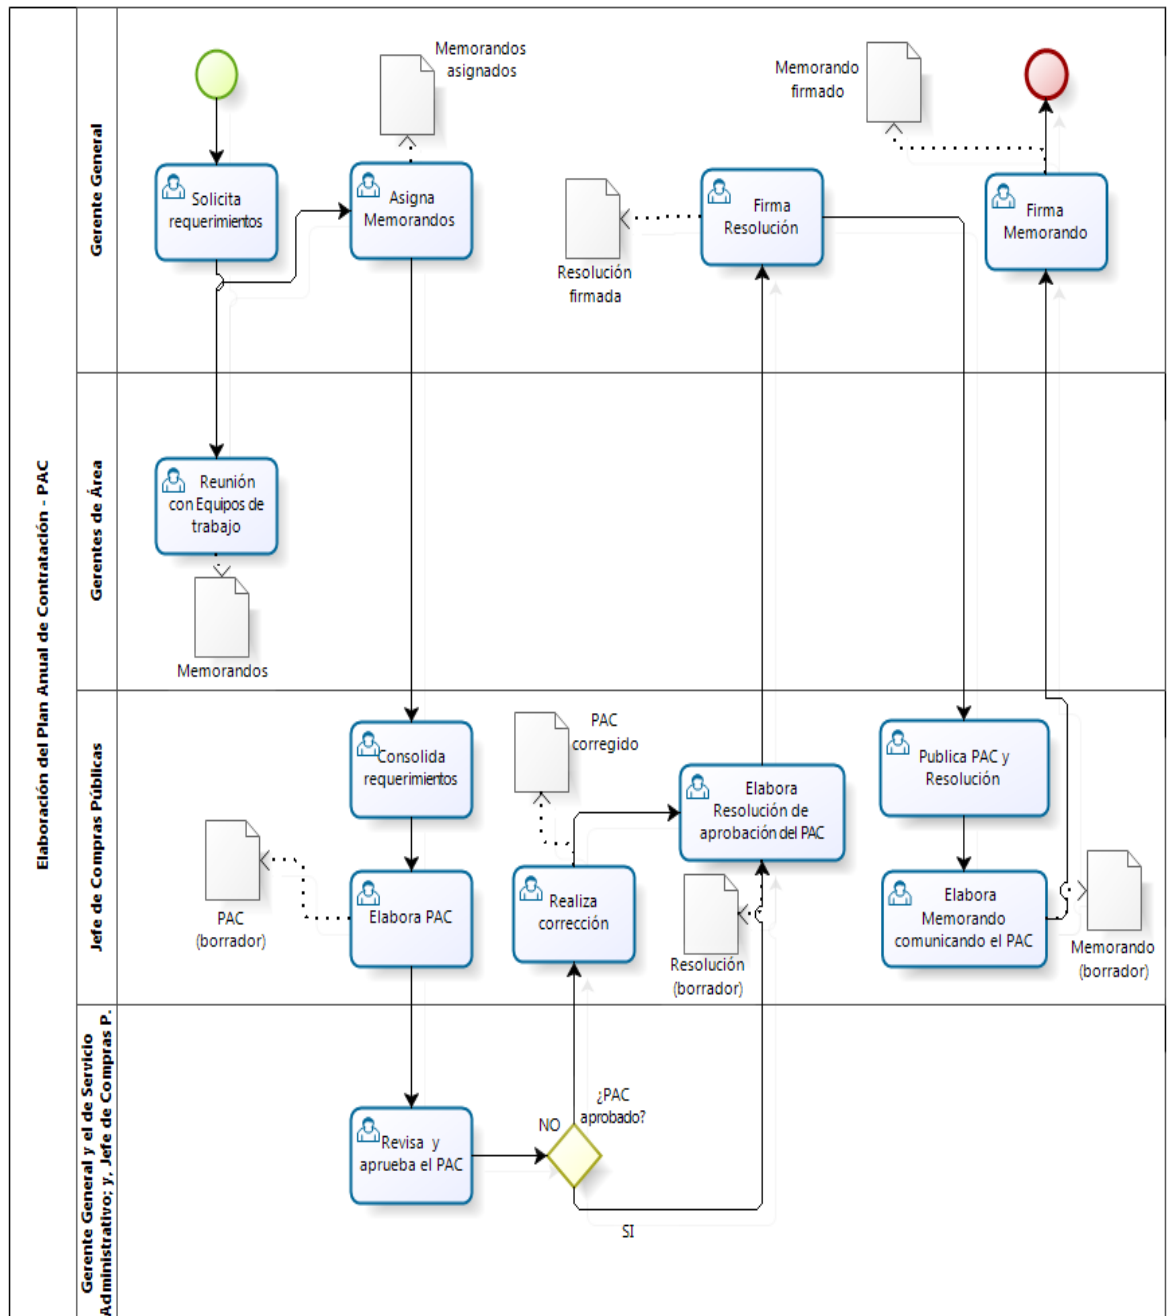 Elaboración del Plan Anual de Contratación - PAC
Gerente General
Memorandos
asignados
Memorando
firmado
Solicita
requerimientos
Asigna
Memorandos
Firma
Resolución
Firma
Memorando
Resolución
firmada
Gerentes de Área
Reunión
con Equipos de
trabajo
Memorandos
Jefe de Compras Públicas
Consolida
requerimientos
PAC
corregido
Elabora
Resolución de
aprobación del PAC
Publica PAC y
Resolución
PAC
(borrador)
Elabora PAC
Realiza
corrección
Resolución
(borrador)
Elabora
Memorando
comunicando el PAC
Memorando
(borrador)
Gerente General y el de Servicio
Administrativo; y, Jefe de Compras P.
Revisa y
aprueba el PAC
NO
¿PAC
aprobado?
SI